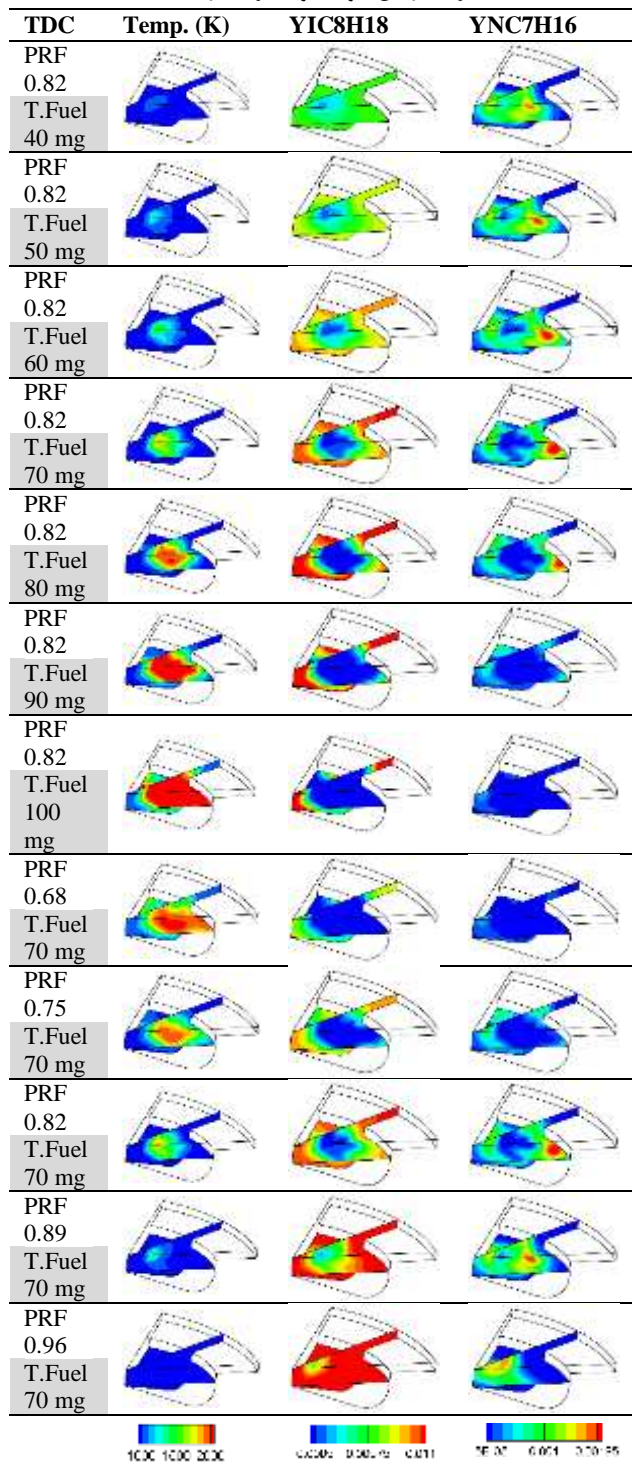 TDC Temp. (K) YIC8H18 YNC7H16
PRF
0.82
T.Fuel
40 mg
PRF
0.82
T.Fuel
50 mg
PRF
0.82
T.Fuel
60 mg
PRF
0.82
T.Fuel
70 mg
PRF
0.82
T.Fuel
80 mg
PRF
0.82
T.Fuel
90 mg
PRF
0.82
T.Fuel
100
mg
PRF
0.68
T.Fuel
70 mg
PRF
0.75
T.Fuel
70 mg
PRF
0.82
T.Fuel
70 mg
PRF
0.89
T.Fuel
70 mg
PRF
0.96
T.Fuel
70 mg
0.011 0.001